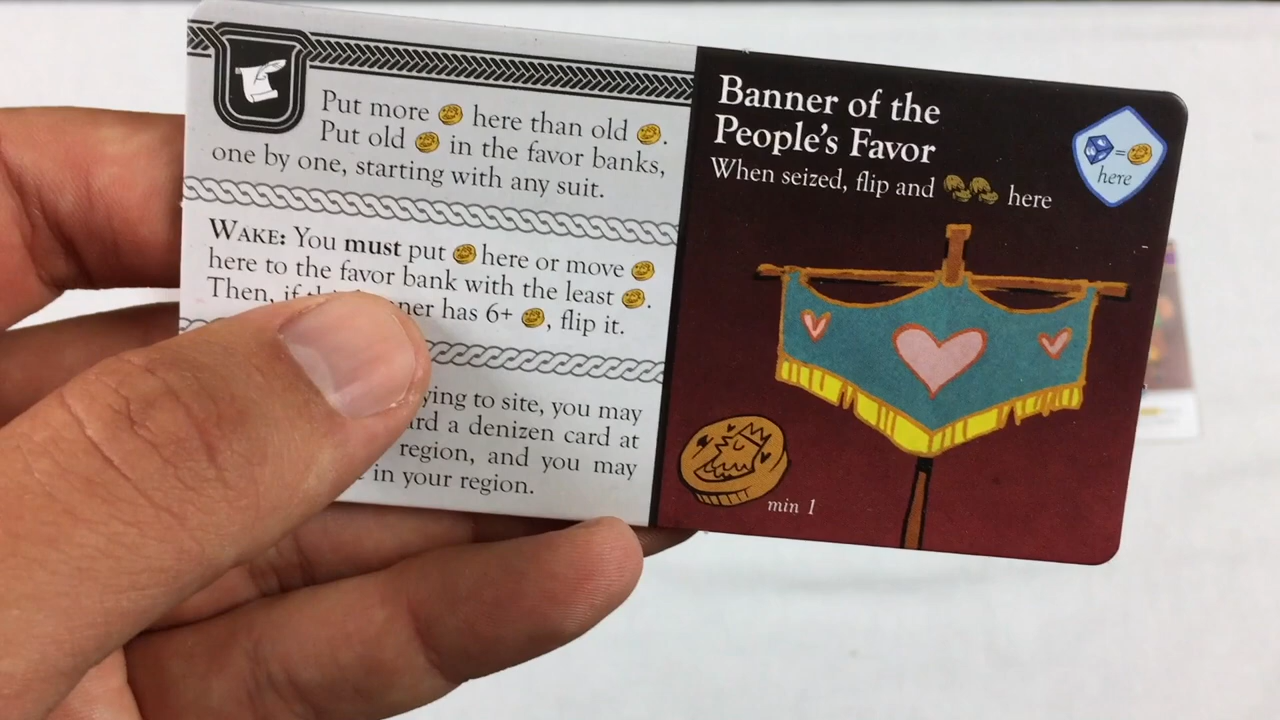 Put more here than old .
Put old in the favor banks,
one by one, starting with any suit.
WAKE: You must put here or move
here to the favor bank with the least .
Then, if has 6+ , flip it.
to site, you may
a denizen card at
region, and you may
in your region.
Banner of the
People's Favor
When seized, flip and here
=
here
min 1